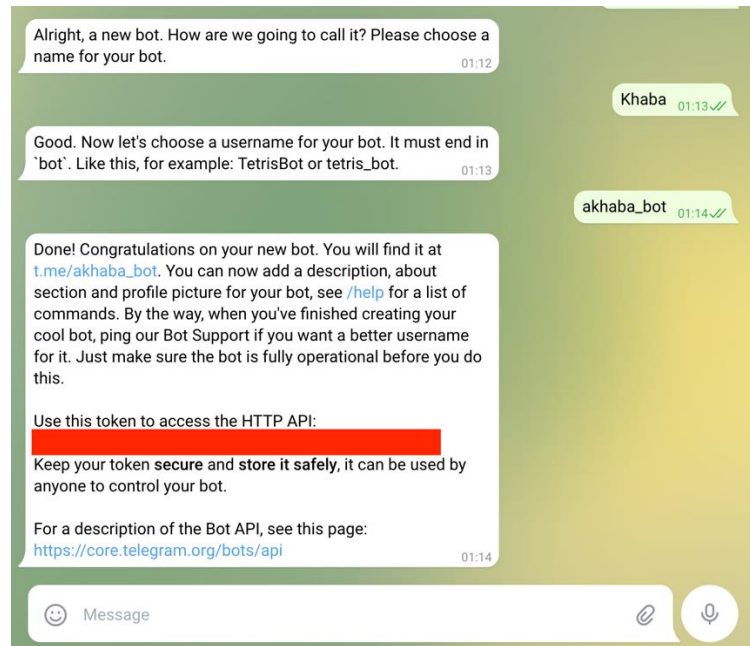 Alright, a new bot. How are we going to call it? Please choose a
name for your bot.
01:12
Khaba 01:13
Good. Now let's choose a username for your bot. It must end in
`bot`. Like this, for example: TetrisBot or tetris_bot.
01:13
akhaba_bot 01:14
Done! Congratulations on your new bot. You will find it at
t.me/akhaba_bot. You can now add a description, about
section and profile picture for your bot, see /help for a list of
commands. By the way, when you've finished creating your
cool bot, ping our Bot Support if you want a better username
for it. Just make sure the bot is fully operational before you do
this.
Use this token to access the HTTP API:
Keep your token secure and store it safely, it can be used by
anyone to control your bot.
For a description of the Bot API, see this page:
https://core.telegram.org/bots/api
01:14
Message